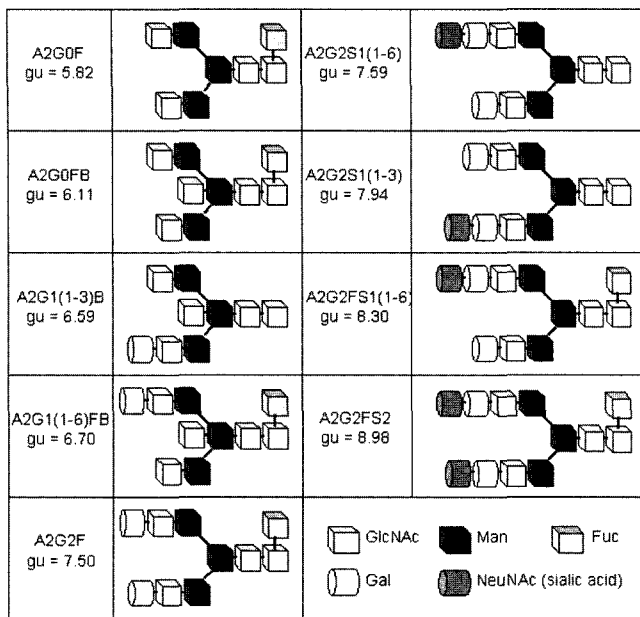 A2G0F
gu = 5.82
A2G2S1(1-6)
gu = 7.59
A2G0FB
gu = 6.11
A2G2S1(1-3)
gu = 7.94
A2G1(1-3)B
gu = 6.59
A2G2FS1(1-6)
gu = 8.30
A2G1(1-6)FB
gu = 6.70
A2G2FS2
gu = 8.98
A2G2F
gu = 7.50
GlcNAc
Man
Fuc
Gal
NeuNAc (sialic acid)